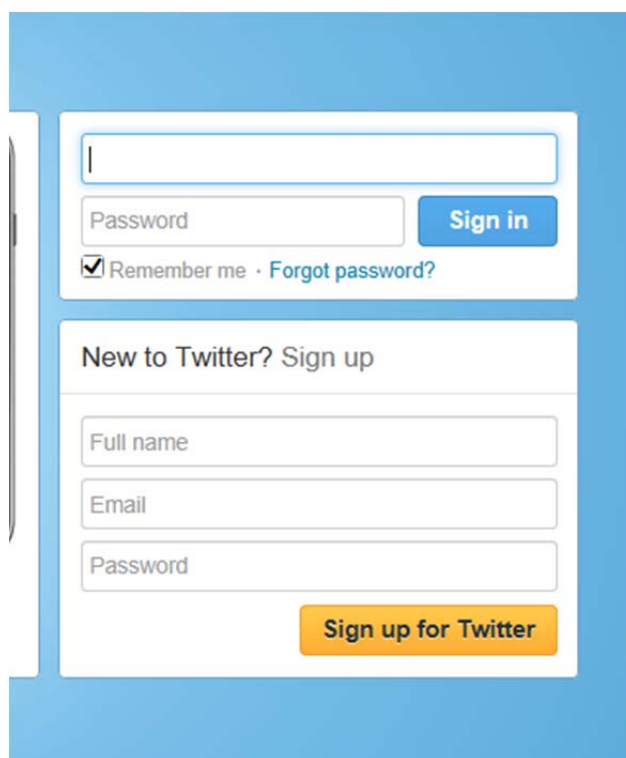 Password
Sign in
Remember me · Forgot password?
New to Twitter? Sign up
Full name
Email
Password
Sign up for Twitter